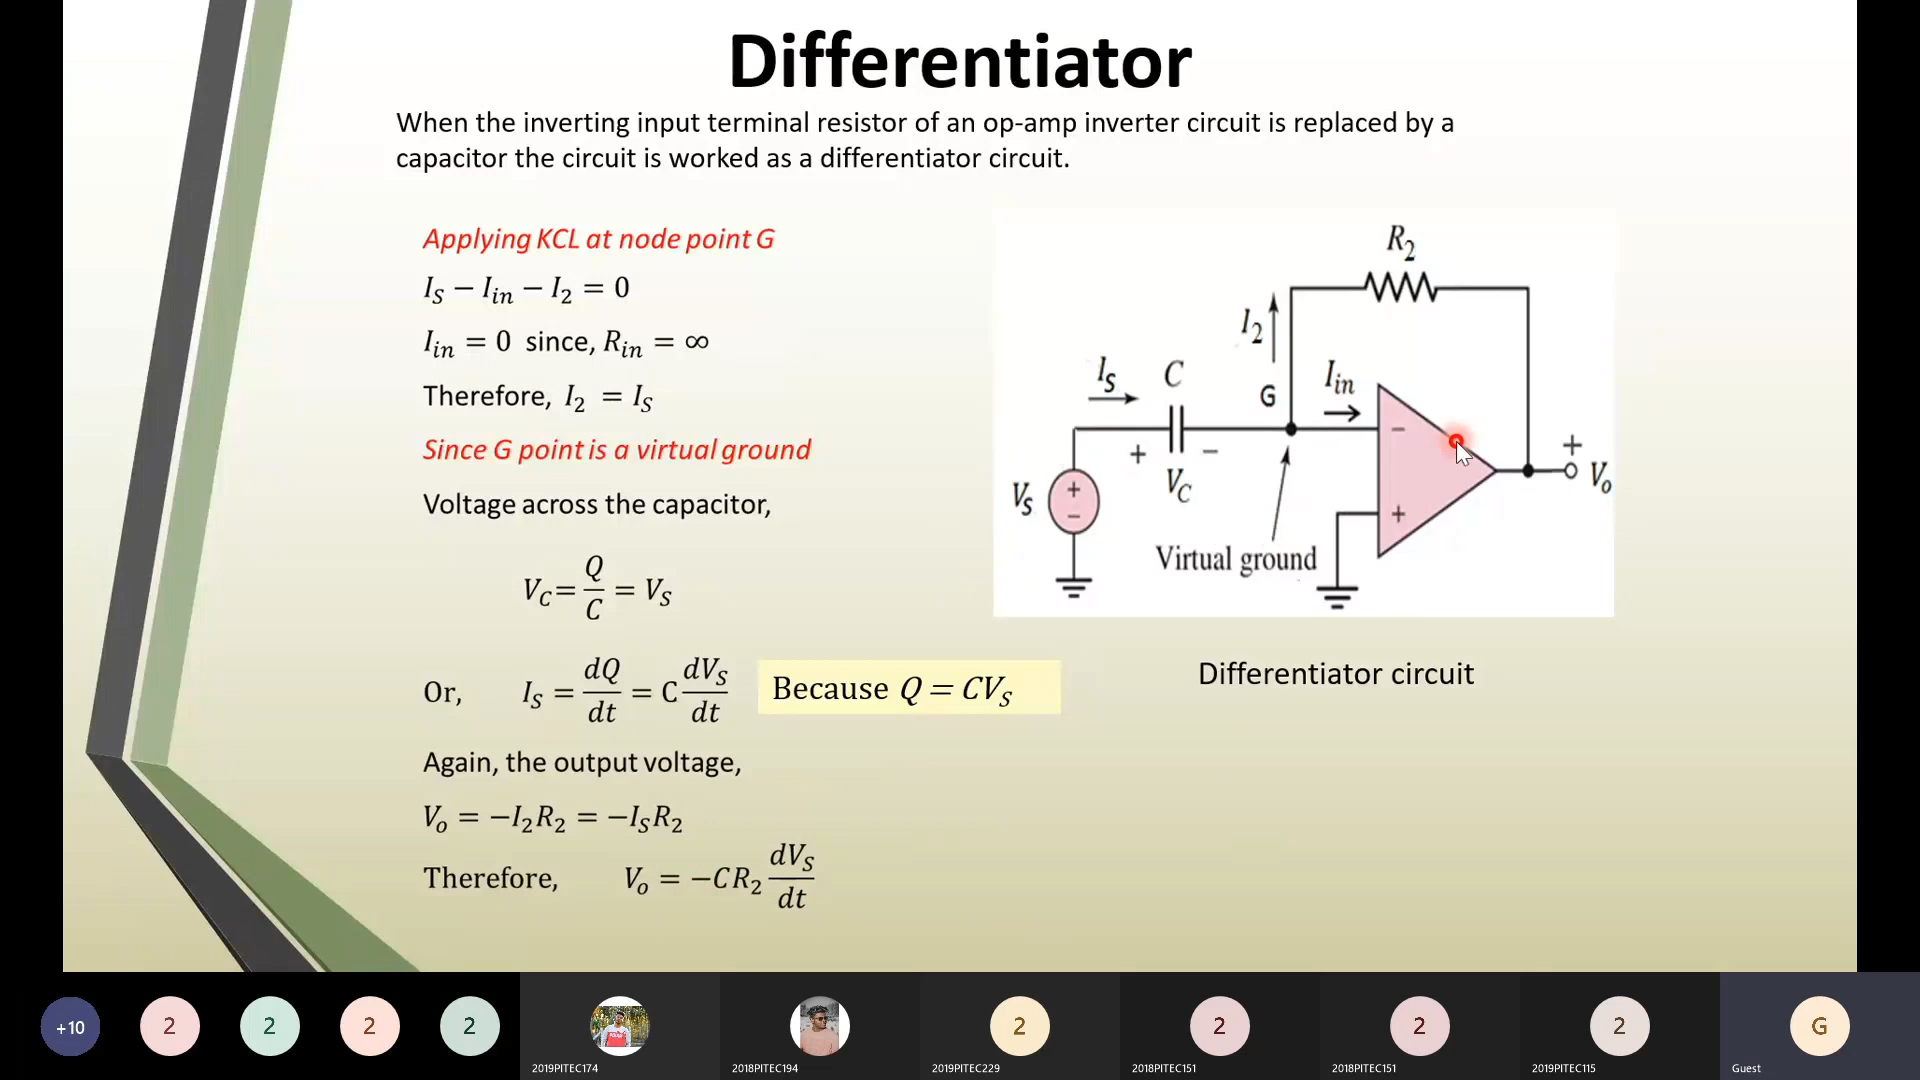 Differentiator
When the inverting input terminal resistor of an op-amp inverter circuit is replaced by a
capacitor the circuit is worked as a differentiator circuit.
Applying KCL at node point G
I_S − I_in − I_2 = 0
I_in = 0 since, R_in = ∞
Therefore, I_2 = I_S
Since G point is a virtual ground
Voltage across the capacitor,
V_C = Q/C = V_S
Or, I_S = dQ/dt = C dV_S/dt
Because Q = CV_S
Again, the output voltage,
V_o = −I_2R_2 = −I_SR_2
Therefore, V_o = −CR_2 dV_S/dt
R_2
I_2
I_S
C
G
I_in
−
+
−
V_C
V_S
+
−
+
+
V_o
Virtual ground
Differentiator circuit
+10
2
2
2
2
2
2
2
2
G
2019PITEC174
2018PITEC194
2019PITEC229
2018PITEC151
2018PITEC151
2019PITEC115
Guest